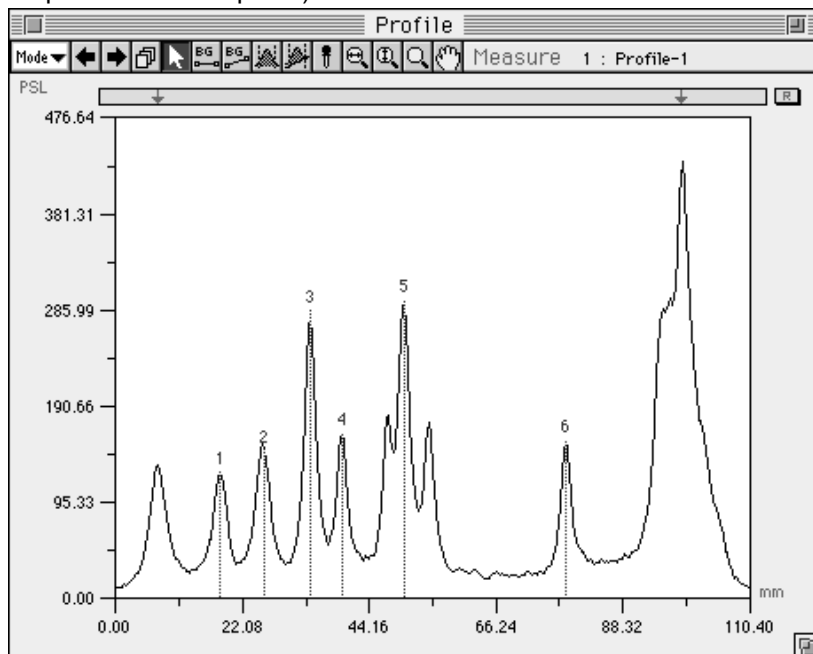 Profile
Mode BG BG Measure 1 : Profile-1
PSL
R
476.64
381.31
285.99
190.66
95.33
0.00
1
2
3
4
5
6
mm
0.00 22.08 44.16 66.24 88.32 110.40